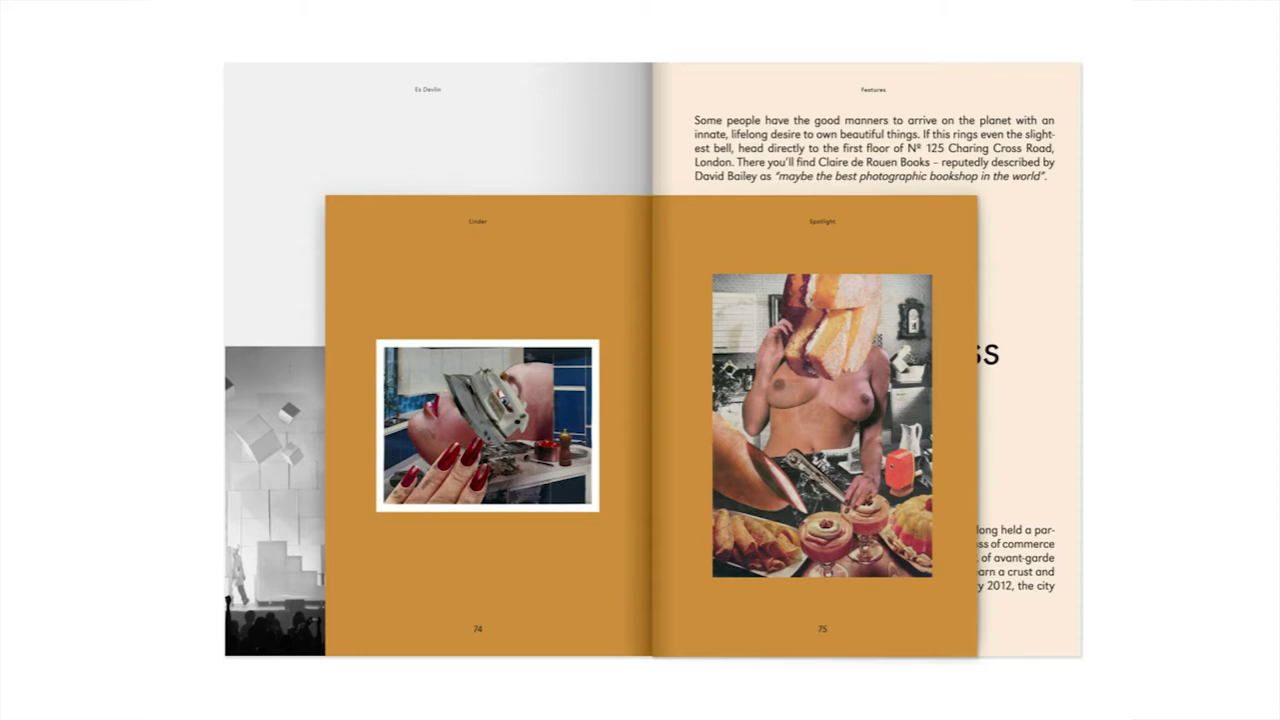 Es Devlin
Features
Some people have the good manners to arrive on the planet with an
innate, lifelong desire to own beautiful things. If this rings even the slight-
est bell, head directly to the first floor of Nº 125 Charing Cross Road,
London. There you'll find Claire de Rouen Books – reputedly described by
David Bailey as “maybe the best photographic bookshop in the world”.
Linder
Spotlight
ss
long held a par-
ss of commerce
of avant-garde
earn a crust and
y 2012, the city
74
75